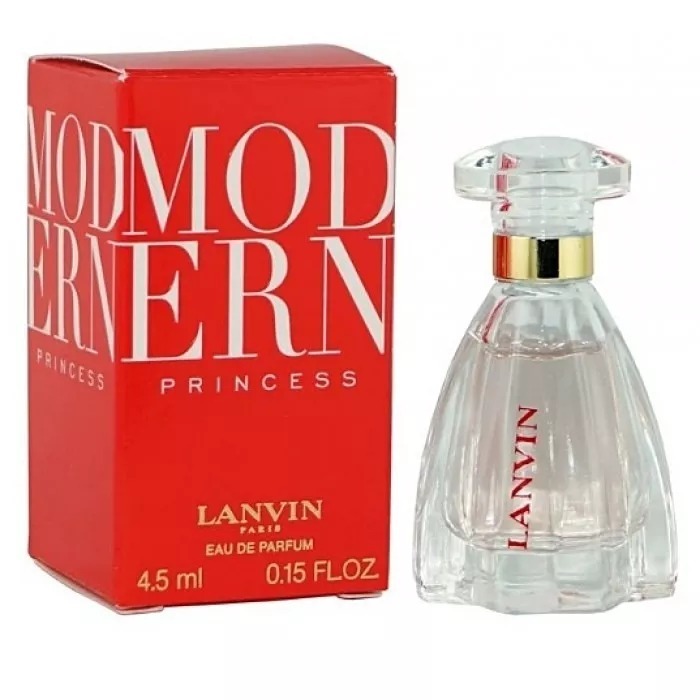 MOD
ERN
PRINCESS
MOD
ERN
PRINCESS
LANVIN
PARIS
EAU DE PARFUM
4.5 ml 0.15 FL.OZ
LANVIN